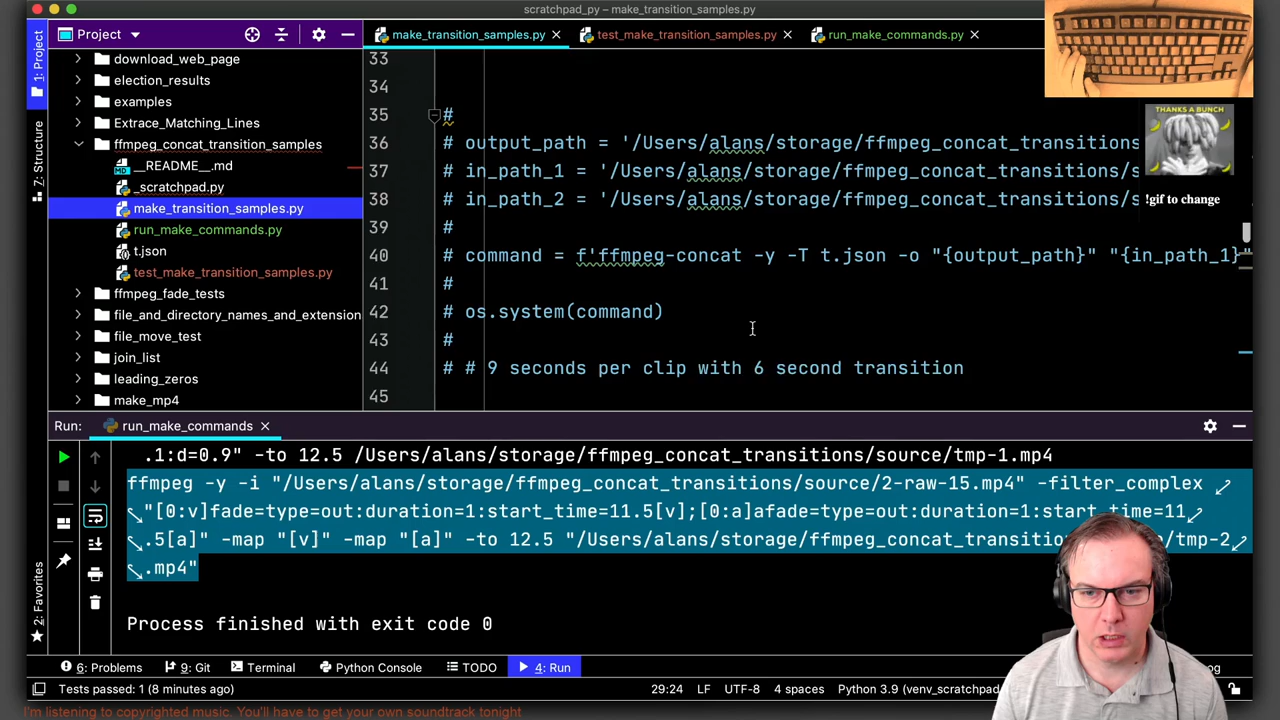 scratchpad_py – make_transition_samples.py
Project
make_transition_samples.py
test_make_transition_samples.py
run_make_commands.py
1: Project
7: Structure
2: Favorites
download_web_page
election_results
examples
Extrace_Matching_Lines
ffmpeg_concat_transition_samples
__README__.md
_scratchpad.py
make_transition_samples.py
run_make_commands.py
t.json
test_make_transition_samples.py
ffmpeg_fade_tests
file_and_directory_names_and_extension
file_move_test
join_list
leading_zeros
make_mp4
33
34
35 #
36 # output_path = '/Users/alans/storage/ffmpeg_concat_transitions
37 # in_path_1 = '/Users/alans/storage/ffmpeg_concat_transitions/s
38 # in_path_2 = '/Users/alans/storage/ffmpeg_concat_transitions/s
39 #
40 # command = f'ffmpeg-concat -y -T t.json -o "{output_path}" "{in_path_1}"
41 #
42 # os.system(command)
43 #
44 # # 9 seconds per clip with 6 second transition
45
THANKS A BUNCH
!gif to change
Run: run_make_commands
.1:d=0.9" -to 12.5 /Users/alans/storage/ffmpeg_concat_transitions/source/tmp-1.mp4
ffmpeg -y -i "/Users/alans/storage/ffmpeg_concat_transitions/source/2-raw-15.mp4" -filter_complex
"[0:v]fade=type=out:duration=1:start_time=11.5[v];[0:a]afade=type=out:duration=1:start_time=11
.5[a]" -map "[v]" -map "[a]" -to 12.5 "/Users/alans/storage/ffmpeg_concat_transitio /tmp-2
.mp4"
Process finished with exit code 0
6: Problems
9: Git
Terminal
Python Console
TODO
4: Run
Tests passed: 1 (8 minutes ago)
29:24
LF
UTF-8
4 spaces
Python 3.9 (venv_scratchpad
I'm listening to copyrighted music. You'll have to get your own soundtrack tonight